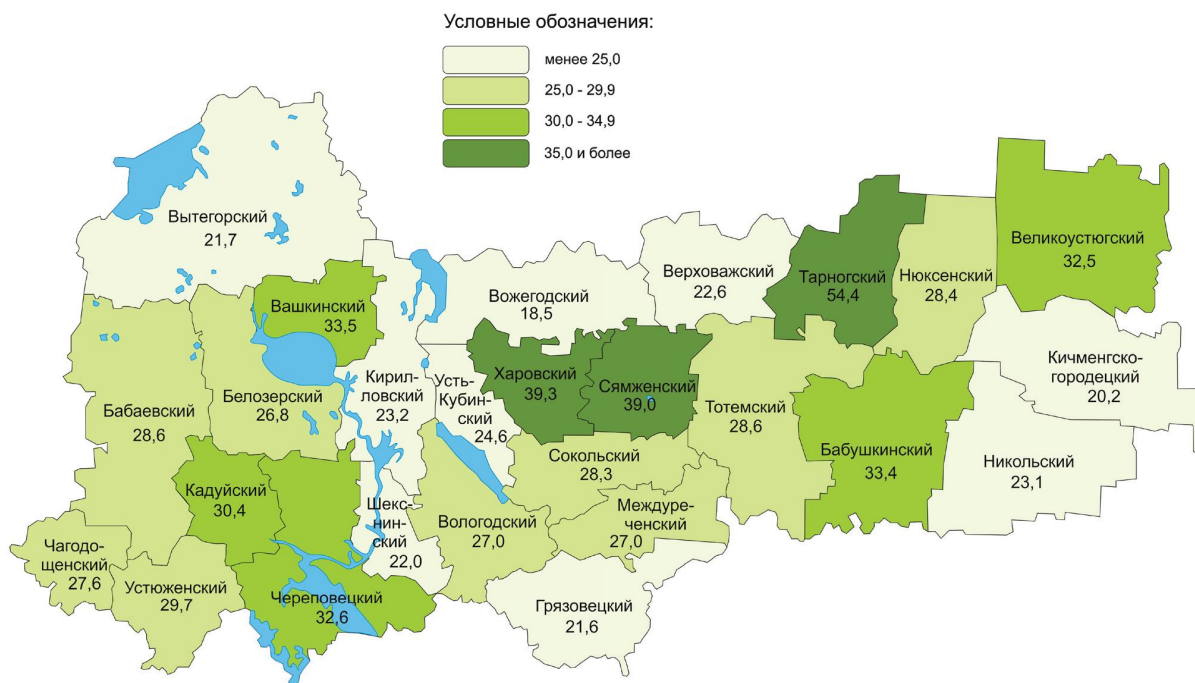 Условные обозначения:
менее 25,0
25,0 - 29,9
30,0 - 34,9
35,0 и более
Вытегорский
21,7
Вашкинский
33,5
Бабаевский
28,6
Белозерский
26,8
Кирил-
ловский
23,2
Вожегодский
18,5
Усть-
Кубин-
ский
24,6
Харовский
39,3
Сямженский
39,0
Верховажский
22,6
Тарногский
54,4
Нюксенский
28,4
Великоустюгский
32,5
Кичменгско-
городецкий
20,2
Тотемский
28,6
Бабушкинский
33,4
Никольский
23,1
Сокольский
28,3
Междуре-
ченский
27,0
Вологодский
27,0
Шекс-
нин-
ский
22,0
Кадуйский
30,4
Чагодо-
щенский
27,6
Устюженский
29,7
Череповецкий
32,6
Грязовецкий
21,6